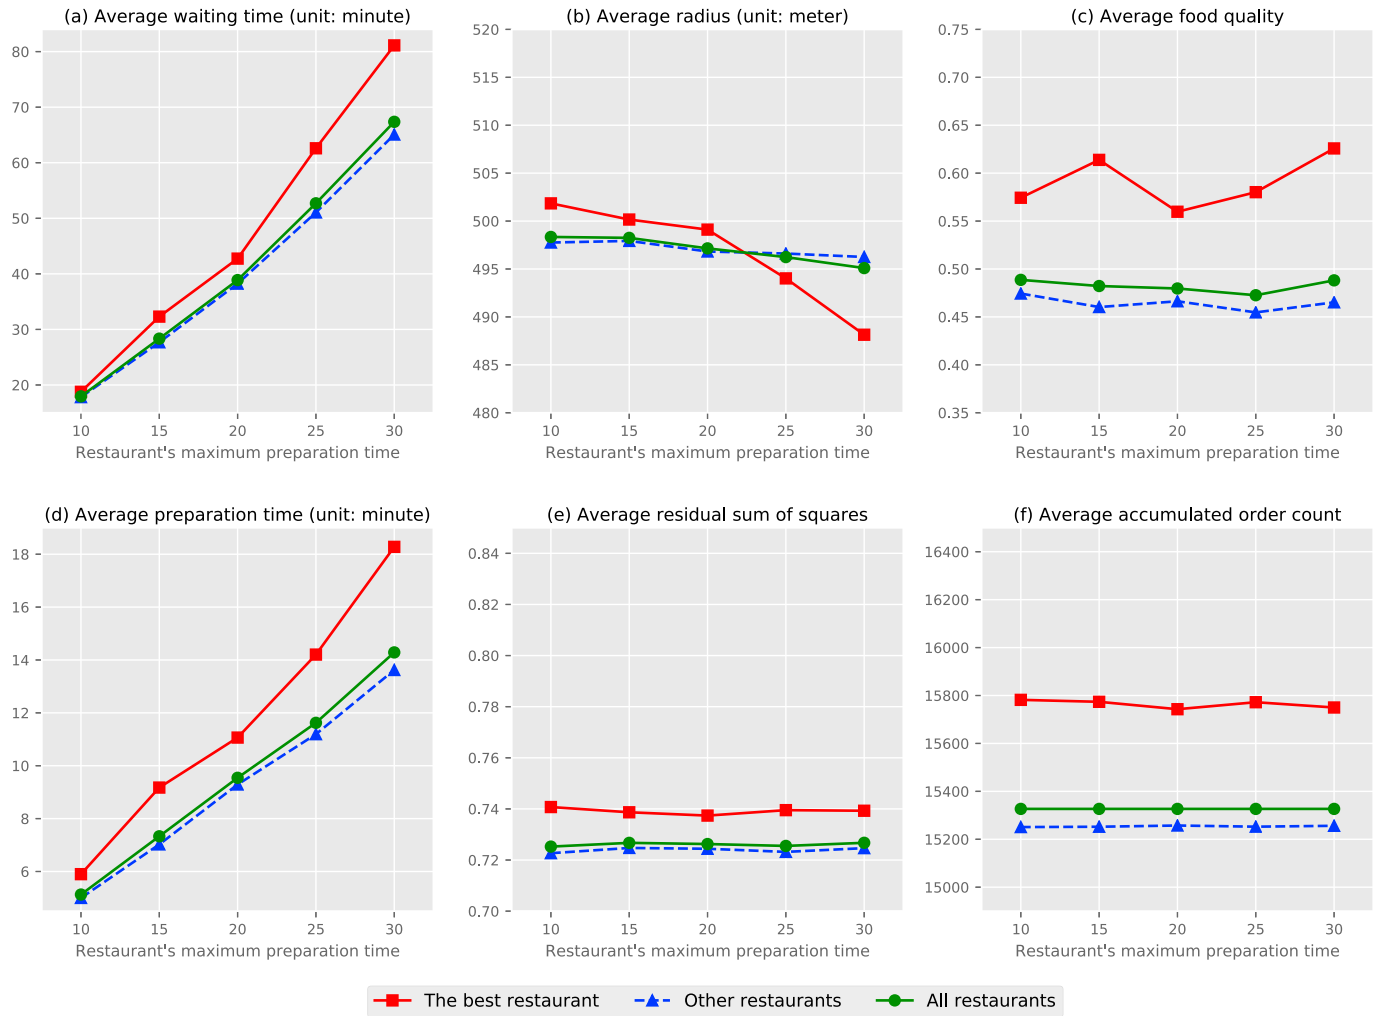 (a) Average waiting time (unit: minute)
80
70
60
50
40
30
20
10 15 20 25 30
Restaurant's maximum preparation time
(b) Average radius (unit: meter)
520
515
510
505
500
495
490
485
480
10 15 20 25 30
Restaurant's maximum preparation time
(c) Average food quality
0.75
0.70
0.65
0.60
0.55
0.50
0.45
0.40
0.35
10 15 20 25 30
Restaurant's maximum preparation time
(d) Average preparation time (unit: minute)
18
16
14
12
10
8
6
10 15 20 25 30
Restaurant's maximum preparation time
(e) Average residual sum of squares
0.84
0.82
0.80
0.78
0.76
0.74
0.72
0.70
10 15 20 25 30
Restaurant's maximum preparation time
(f) Average accumulated order count
16400
16200
16000
15800
15600
15400
15200
15000
10 15 20 25 30
Restaurant's maximum preparation time
The best restaurant Other restaurants All restaurants